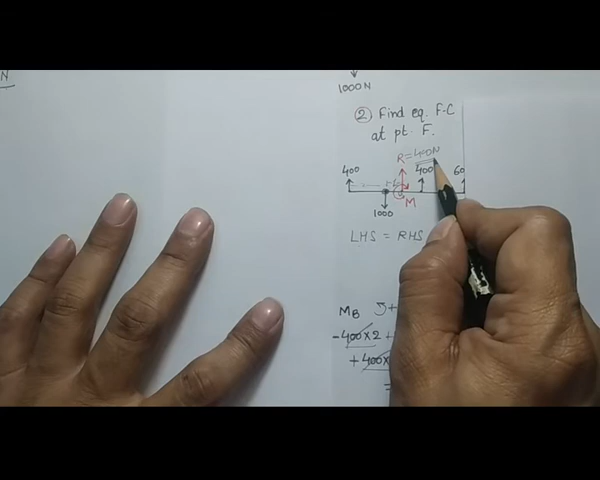 N
1000N
② Find eq. F-C
at pt. F.
R=400N
400 400 60
1000 M
LHS = RHS
MB +
-400×2 +
+400×
=